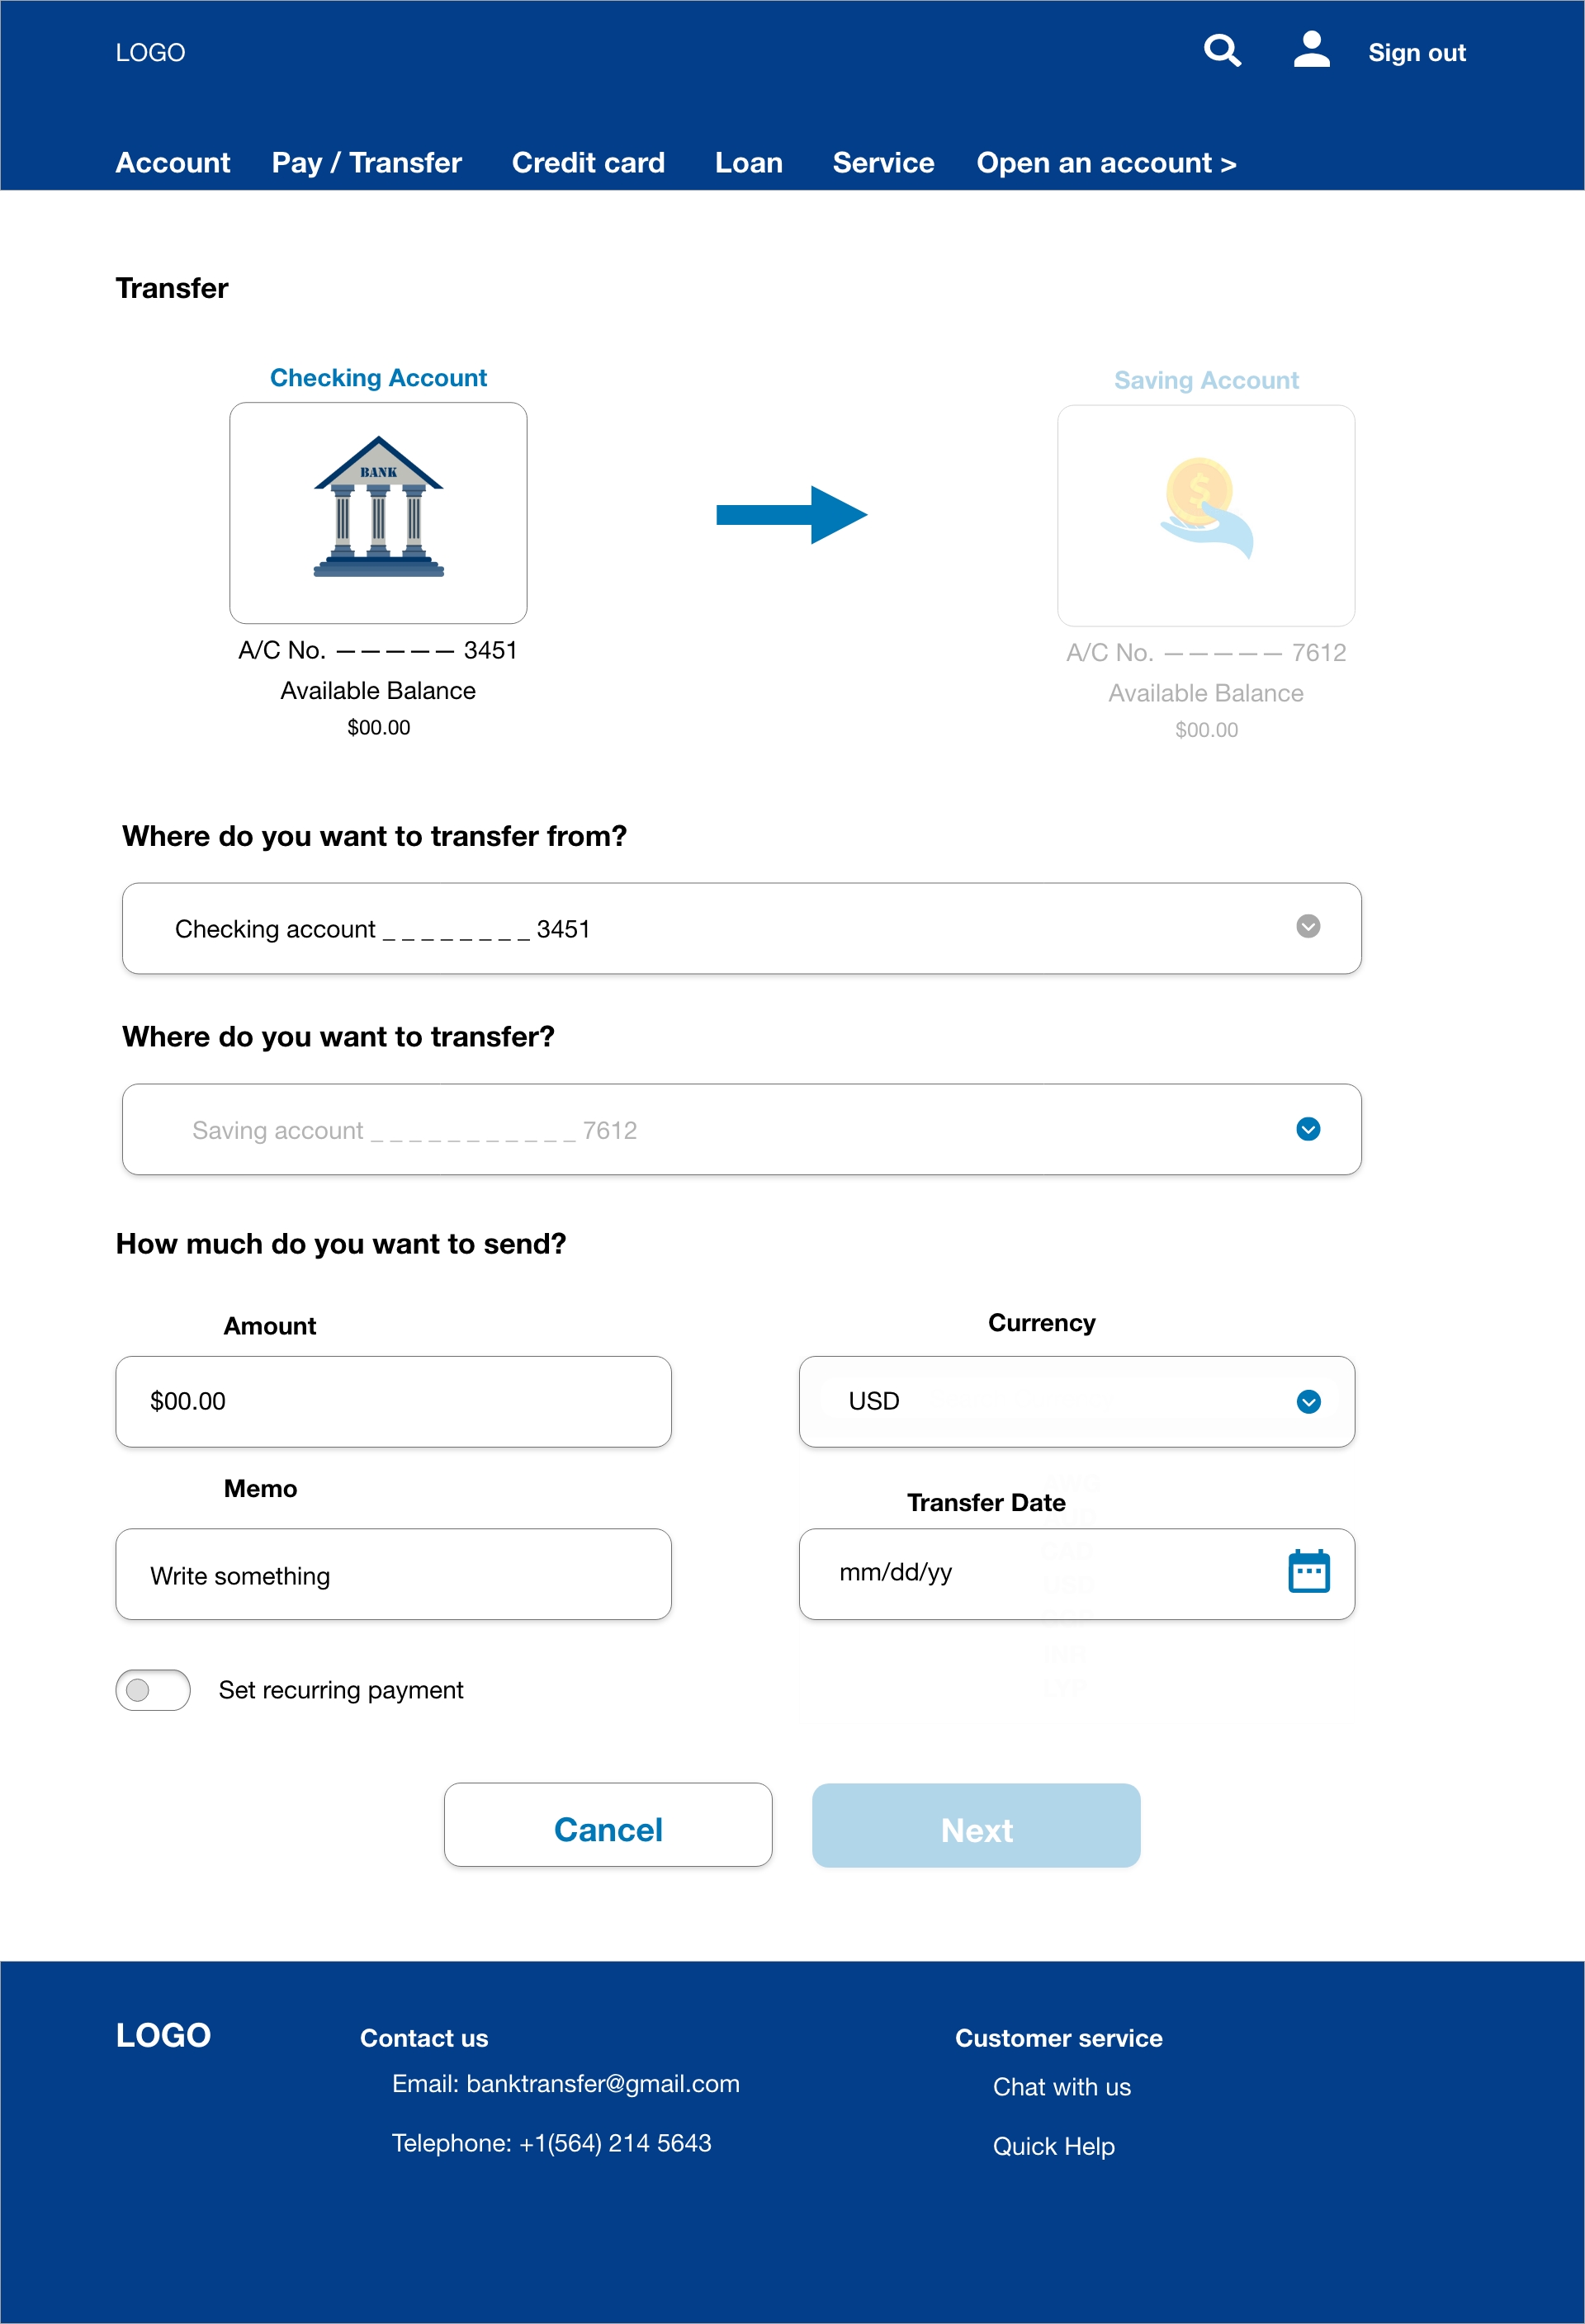 LOGO
Sign out
Account Pay / Transfer Credit card Loan Service Open an account >
Transfer
Checking Account
BANK
A/C No. — — — — — 3451
Available Balance
$00.00
Saving Account
$
A/C No. — — — — — 7612
Available Balance
$00.00
Where do you want to transfer from?
Checking account _ _ _ _ _ _ _ _ 3451
Where do you want to transfer?
Saving account _ _ _ _ _ _ _ _ _ _ _ 7612
How much do you want to send?
Amount
Currency
$00.00
USD
Memo
Transfer Date
Write something
mm/dd/yy
Set recurring payment
Cancel
Next
LOGO
Contact us
Email: banktransfer@gmail.com
Telephone: +1(564) 214 5643
Customer service
Chat with us
Quick Help